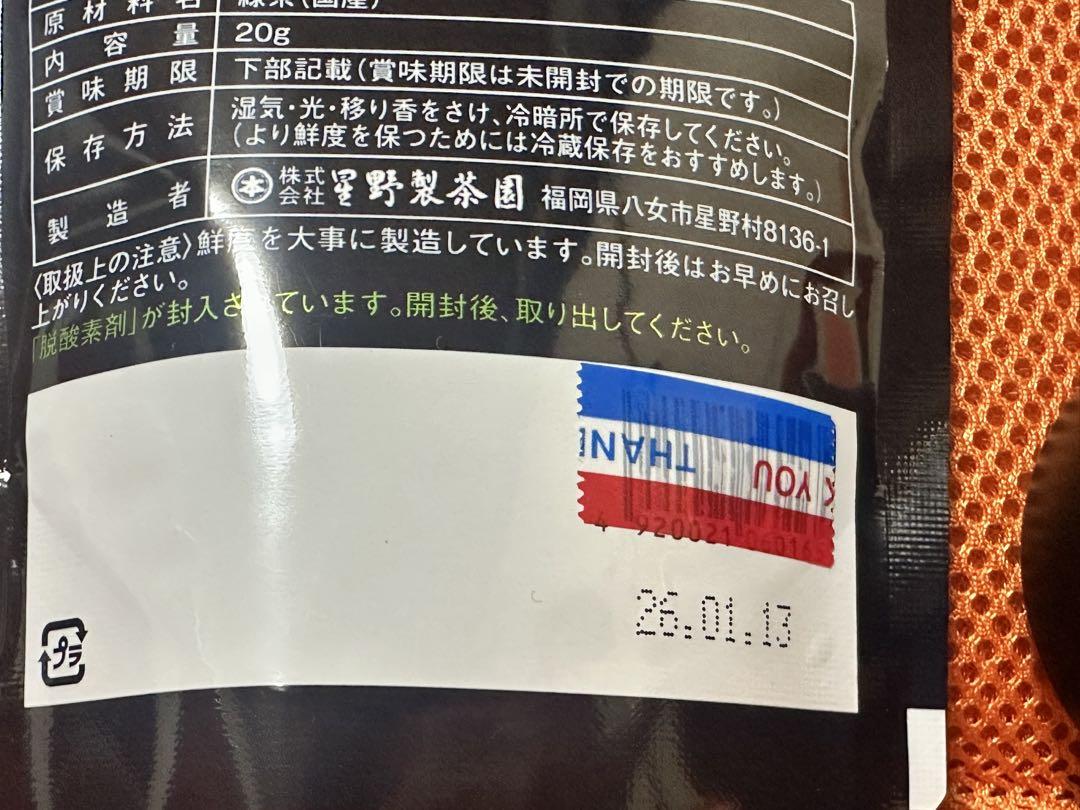 原材料名 緑茶(国産)
内容量 20g
賞味期限 下部記載(賞味期限は未開封での期限です。)
保存方法 湿気・光・移り香をさけ、冷暗所で保存してください。
(より鮮度を保つためには冷蔵保存をおすすめします。)
製造者 本 株式会社 星野製茶園 福岡県八女市星野村8136-1
〈取扱上の注意〉鮮度を大事に製造しています。開封後はお早めにお召し
上がりください。
「脱酸素剤」が封入されています。開封後、取り出してください。
THANK YOU
4 920021
26.01.13
プラ